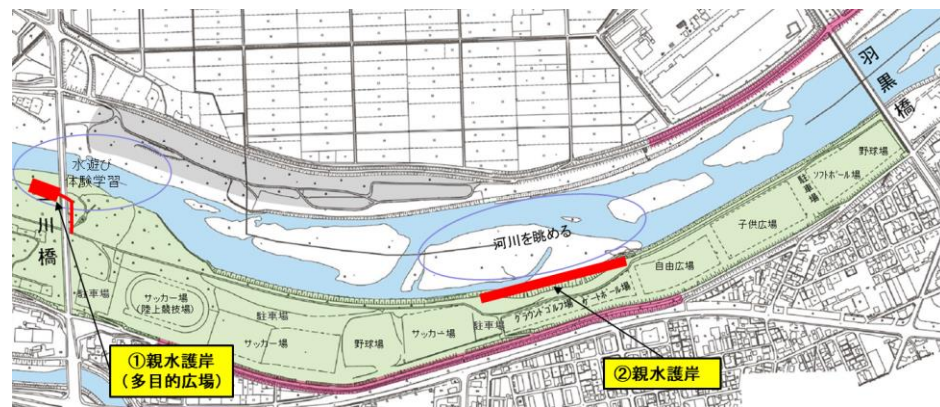 羽黒橋
水遊び
体験学習
川橋
河川を眺める
野球場
ソフトボール場
駐車場
子供広場
自由広場
ゲートボール場
グラウンドゴルフ場
駐車場
サッカー場
野球場
駐車場
サッカー場
サッカー場
(陸上競技場)
駐車場
①親水護岸
(多目的広場)
②親水護岸